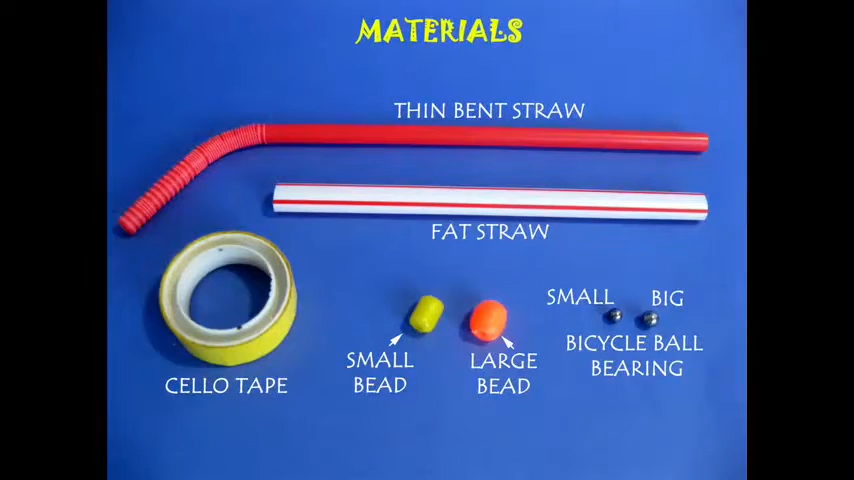 MATERIALS
THIN BENT STRAW
FAT STRAW
SMALL
BIG
BICYCLE BALL
BEARING
SMALL
BEAD
LARGE
BEAD
CELLO TAPE